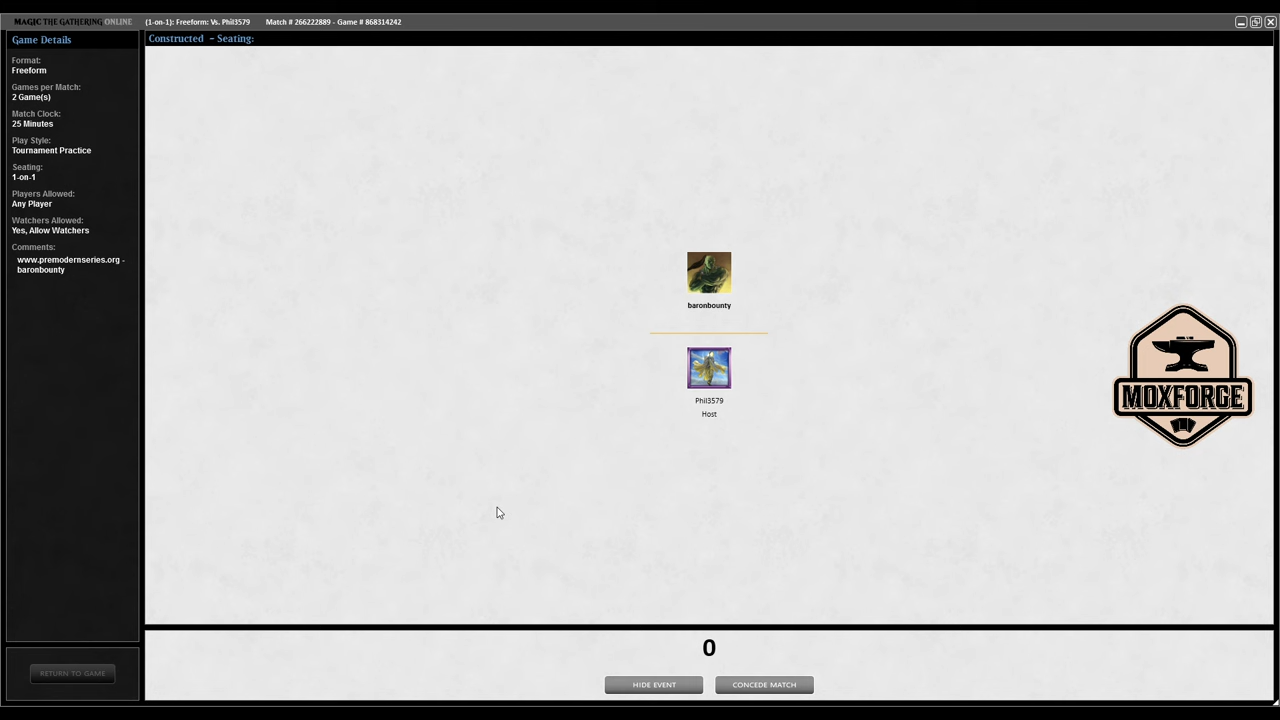 MAGIC THE GATHERING ONLINE
(1-on-1): Freeform: Vs. Phil3579
Match # 266222889 - Game # 868314242
Game Details
Format:
Freeform
Games per Match:
2 Game(s)
Match Clock:
25 Minutes
Play Style:
Tournament Practice
Seating:
1-on-1
Players Allowed:
Any Player
Watchers Allowed:
Yes, Allow Watchers
Comments:
www.premodernseries.org -
baronbounty
RETURN TO GAME
Constructed - Seating:
baronbounty
Phil3579
Host
MOXFORGE
0
HIDE EVENT
CONCEDE MATCH